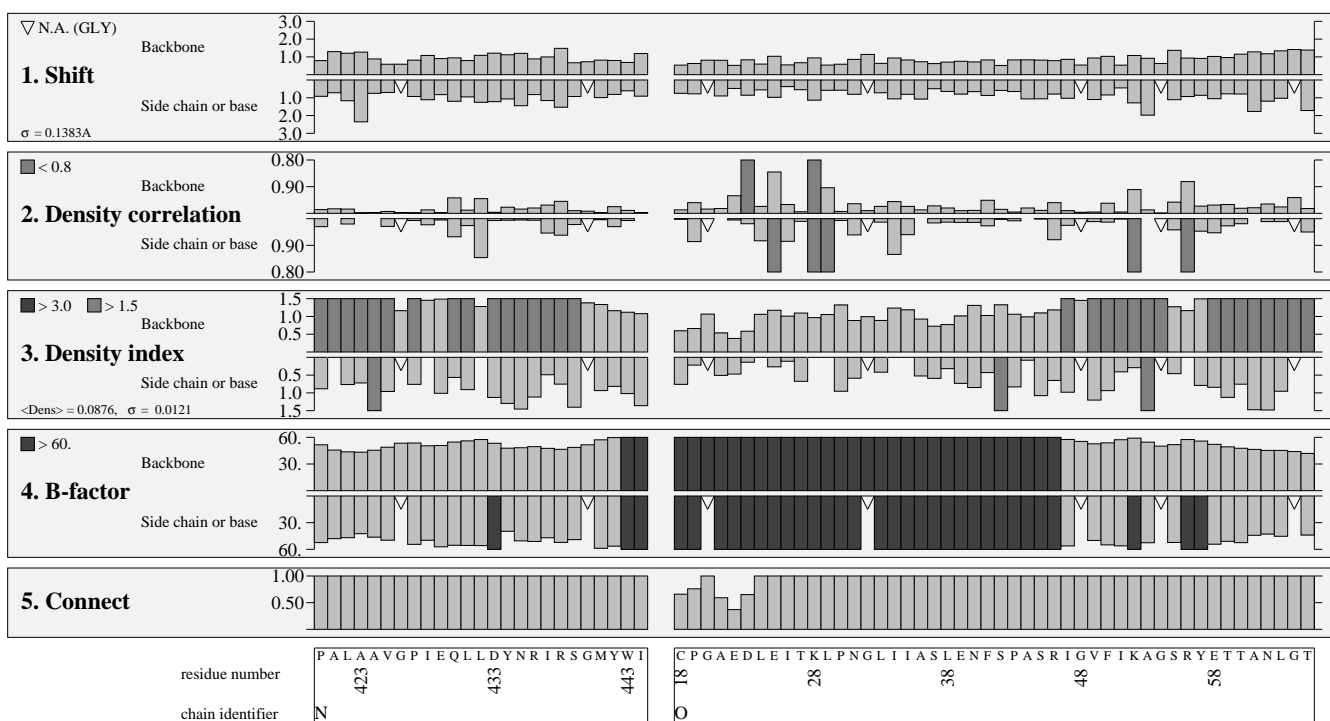 ▽ N.A. (GLY)
Backbone
1. Shift
Side chain or base
σ = 0.1383A
3.0
2.0
1.0
1.0
2.0
3.0
< 0.8
Backbone
2. Density correlation
Side chain or base
0.80
0.90
0.90
0.80
> 3.0 > 1.5
Backbone
3. Density index
Side chain or base
<Dens> = 0.0876, σ = 0.0121
1.5
1.0
0.5
0.5
1.0
1.5
> 60.
Backbone
4. B-factor
Side chain or base
60.
30.
30.
60.
5. Connect
1.00
0.50
P A L A A V G P I E Q L L D Y N R I R S G M Y W I C P G A E D L E I T K L P N G L I I A S L E N F S P A S R I G V F I K A G S R Y E T T A N L G T
residue number 423 433 443 18 28 38 48 58
chain identifier N O